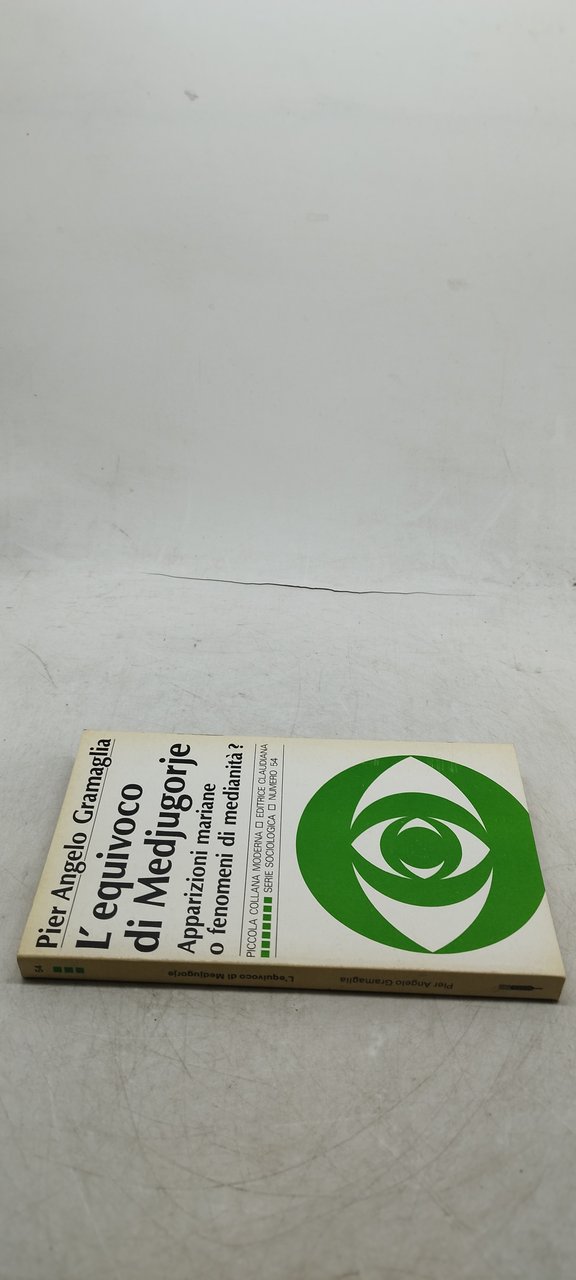 Pier Angelo Gramaglia
L'equivoco
di Medjugorje
Apparizioni mariane
o fenomeni di medianità?
PICCOLA COLLANA MODERNA □ EDITRICE CLAUDIANA
SERIE SOCIOLOGICA □ NUMERO 54
54
L'equivoco di Medjugorje
Pier Angelo Gramaglia